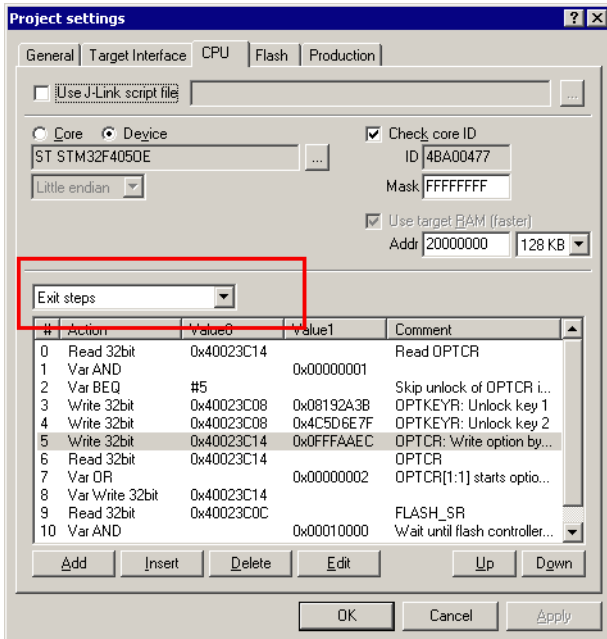 Project settings
General Target Interface CPU Flash Production
Use J-Link script file ...
Core Device Check core ID
ST STM32F405OE ... ID 4BA00477
Little endian Mask FFFFFFFF
Use target RAM (faster)
Addr 20000000 128 KB
Exit steps
# Action Value0 Value1 Comment
0 Read 32bit 0x40023C14 Read OPTCR
1 Var AND 0x00000001
2 Var BEQ #5 Skip unlock of OPTCR i...
3 Write 32bit 0x40023C08 0x08192A3B OPTKEYR: Unlock key 1
4 Write 32bit 0x40023C08 0x4C5D6E7F OPTKEYR: Unlock key 2
5 Write 32bit 0x40023C14 0x0FFFAAEC OPTCR: Write option by...
6 Read 32bit 0x40023C14 OPTCR
7 Var OR 0x00000002 OPTCR[1:1] starts optio...
8 Var Write 32bit 0x40023C14
9 Read 32bit 0x40023C0C FLASH_SR
10 Var AND 0x00010000 Wait until flash controller...
Add Insert Delete Edit Up Down
OK Cancel Apply